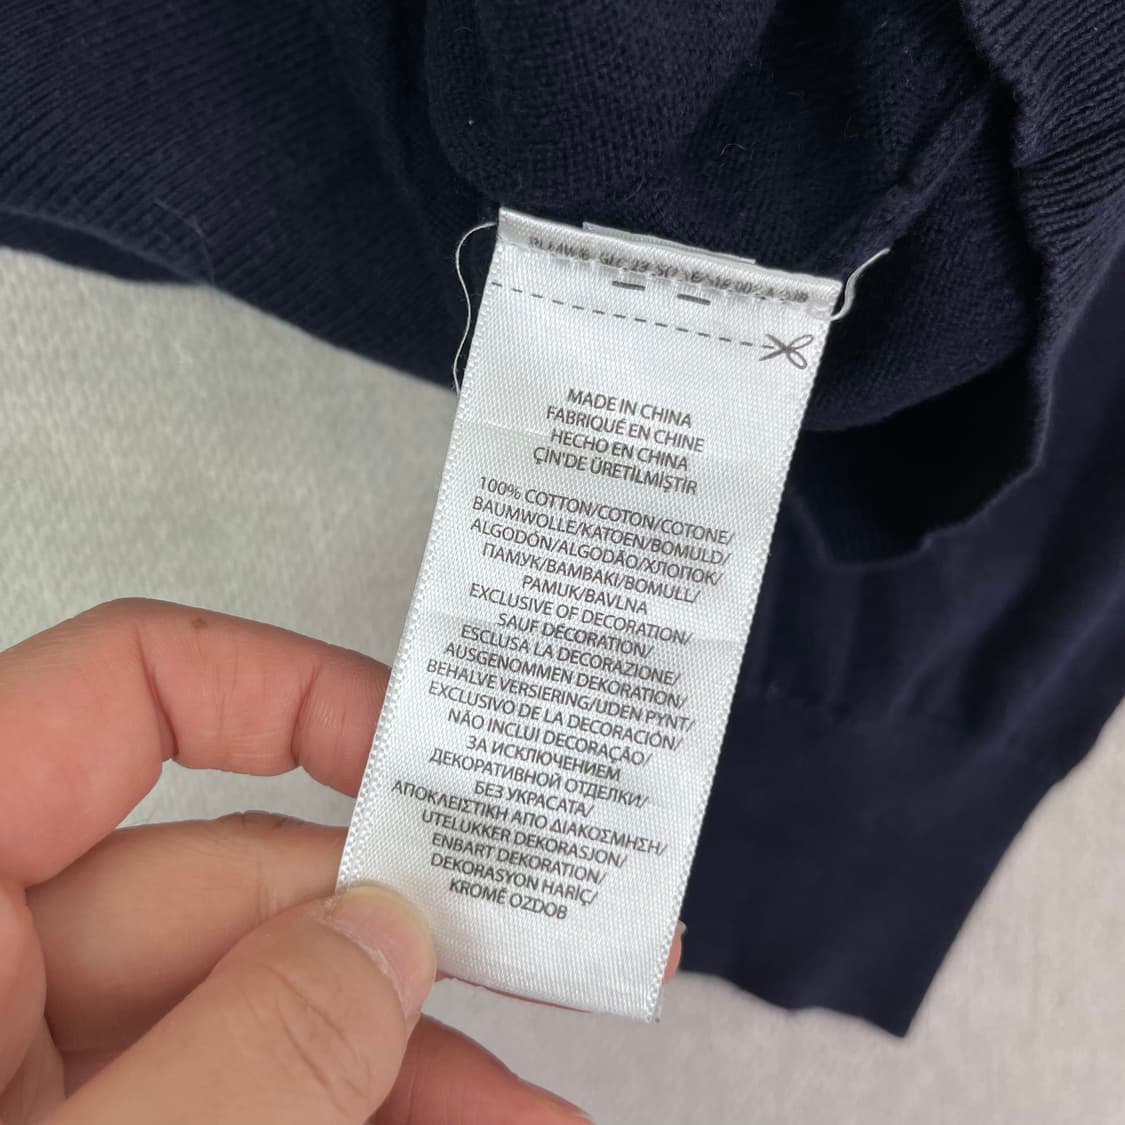 MADE IN CHINA
FABRIQUÉ EN CHINE
HECHO EN CHINA
ÇİN'DE ÜRETİLMİŞTİR
100% COTTON/COTON/COTONE/
BAUMWOLLE/KATOEN/BOMULD/
ALGODÓN/ALGODÃO/ХЛОПОК/
ПАМУК/ΒΑΜΒΑΚΙ/BOMULL/
PAMUK/BAVLNA
EXCLUSIVE OF DECORATION/
SAUF DÉCORATION/
ESCLUSA LA DECORAZIONE/
AUSGENOMMEN DEKORATION/
BEHALVE VERSIERING/UDEN PYNT/
EXCLUSIVO DE LA DECORACIÓN/
NÃO INCLUI DECORAÇÃO/
ЗА ИСКЛЮЧЕНИЕМ
ДЕКОРАТИВНОЙ ОТДЕЛКИ/
БЕЗ УКРАСАТА/
ΑΠΟΚΛΕΙΣΤΙΚΗ ΑΠΟ ΔΙΑΚΟΣΜΗΣΗ/
UTELUKKER DEKORASJON/
ENBART DEKORATION/
DEKORASYON HARİÇ/
KROMĚ OZDOB